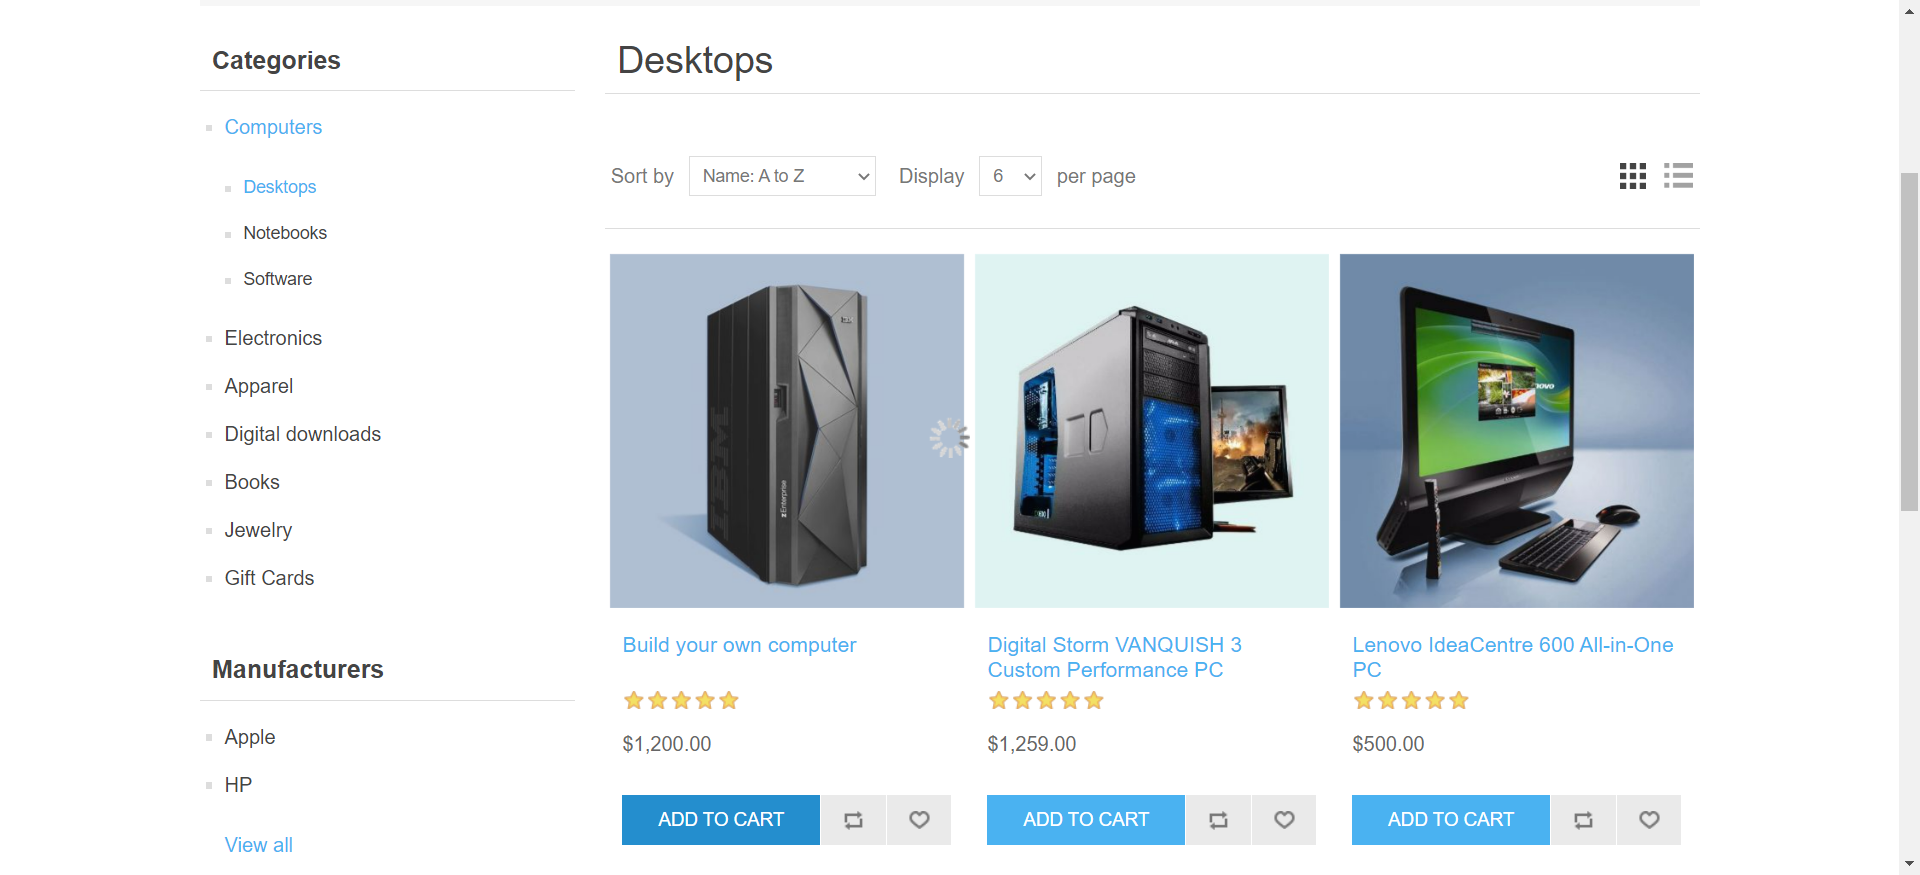 Categories
Computers
Desktops
Notebooks
Software
Electronics
Apparel
Digital downloads
Books
Jewelry
Gift Cards
Manufacturers
Apple
HP
View all
Desktops
Sort by Name: A to Z Display 6 per page
IBM
zEnterprise
Build your own computer
$1,200.00
ADD TO CART
Digital Storm VANQUISH 3
Custom Performance PC
$1,259.00
ADD TO CART
Lenovo IdeaCentre 600 All-in-One
PC
$500.00
ADD TO CART